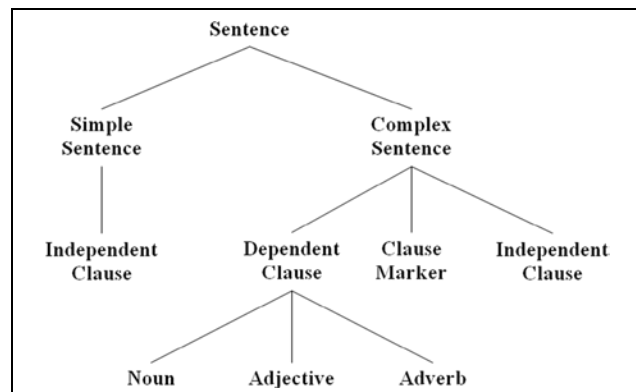 Sentence
Simple
Sentence
Complex
Sentence
Independent
Clause
Dependent
Clause
Clause
Marker
Independent
Clause
Noun
Adjective
Adverb